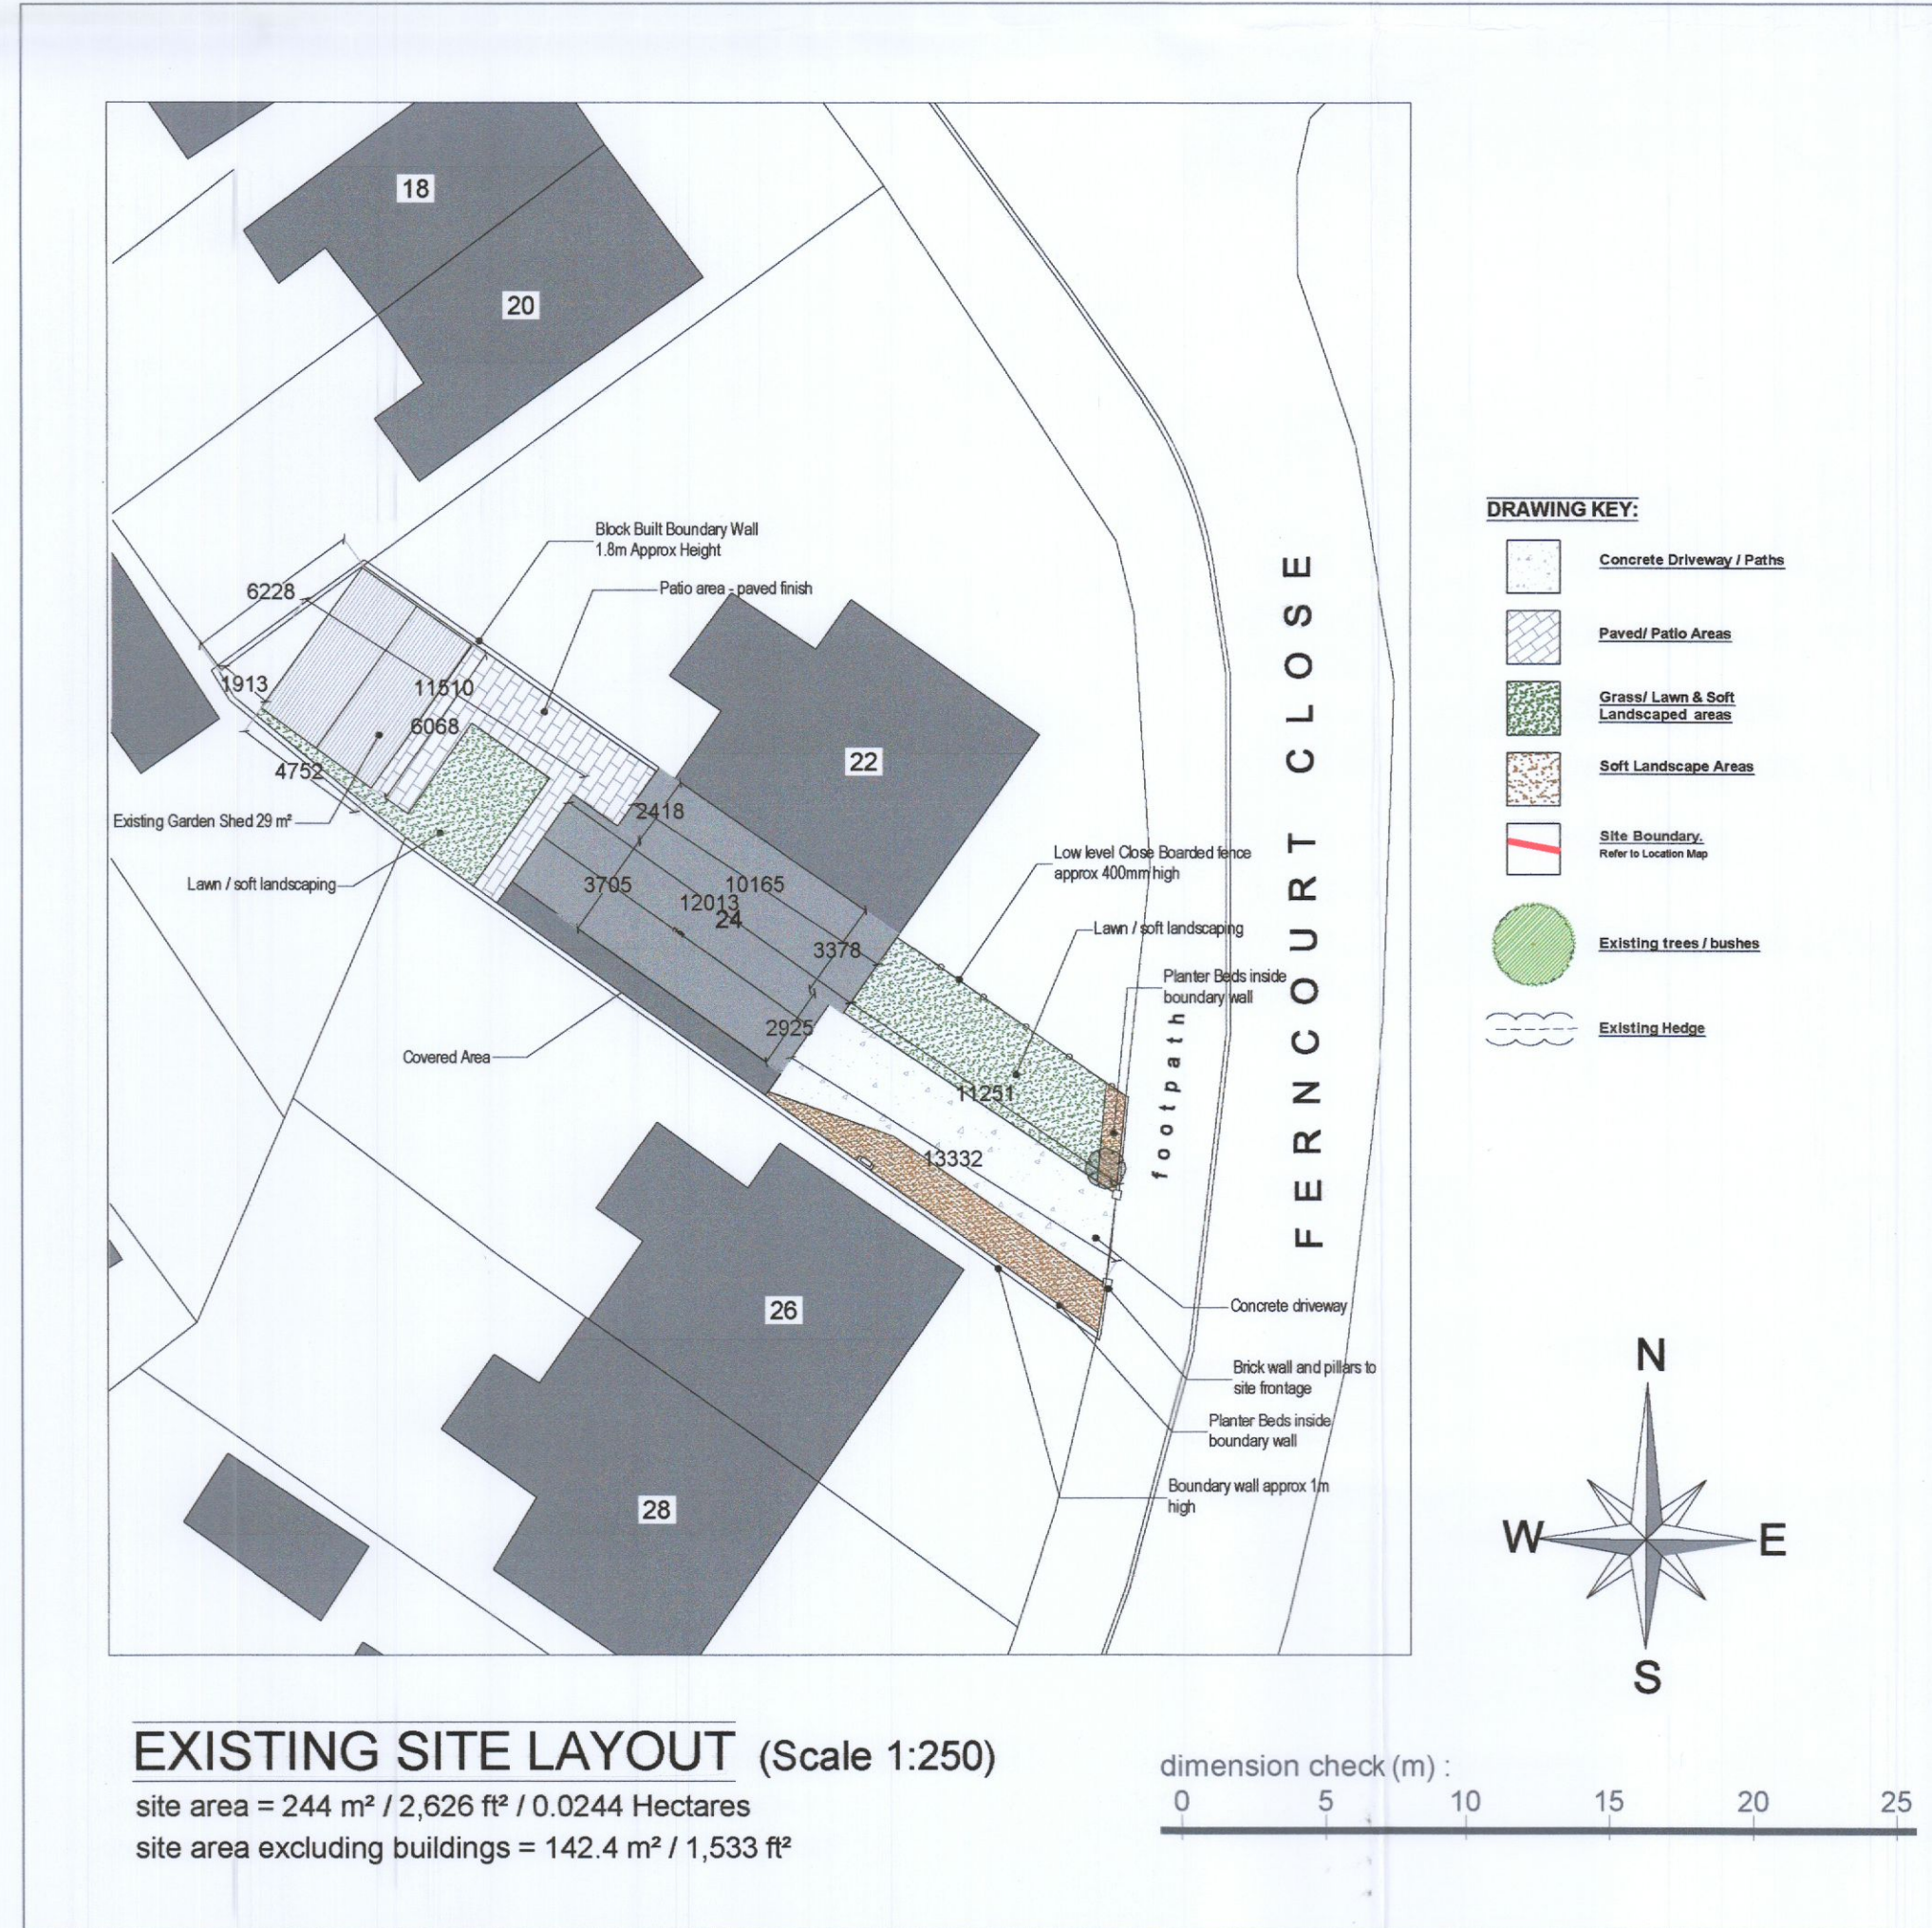 18
20
Block Built Boundary Wall
1.8m Approx Height
Patio area - paved finish
6228
1913
11510
6068
4752
Existing Garden Shed 29 m²
Lawn / soft landscaping
22
2418
3705
10165
12013
24
3378
2925
Covered Area
Low level Close Boarded fence
approx 400mm high
Lawn / soft landscaping
Planter Beds inside
boundary wall
11251
13332
footpath
FERNCOURT CLOSE
26
28
Concrete driveway
Brick wall and pillars to
site frontage
Planter Beds inside
boundary wall
Boundary wall approx 1m
high
DRAWING KEY:
Concrete Driveway / Paths
Paved/ Patio Areas
Grass/ Lawn & Soft
Landscaped areas
Soft Landscape Areas
Site Boundary.
Refer to Location Map
Existing trees / bushes
Existing Hedge
N
W
E
S
EXISTING SITE LAYOUT (Scale 1:250)
site area = 244 m² / 2,626 ft² / 0.0244 Hectares
site area excluding buildings = 142.4 m² / 1,533 ft²
dimension check (m) :
0 5 10 15 20 25